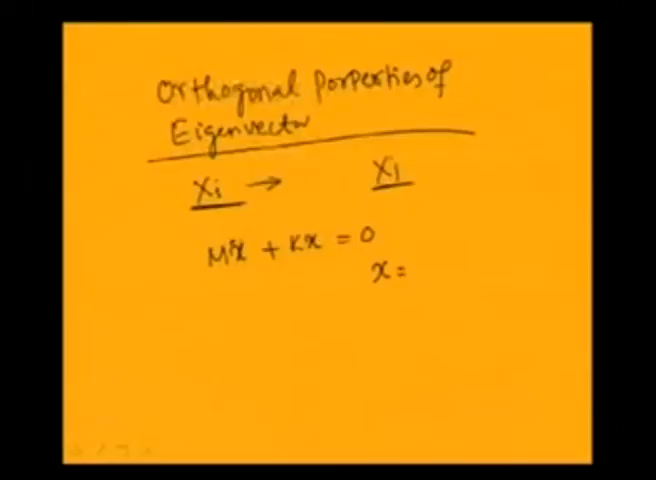 Orthogonal Porperties of
Eigenvector
Xi → Xj
Mẍ + Kx = 0
x =